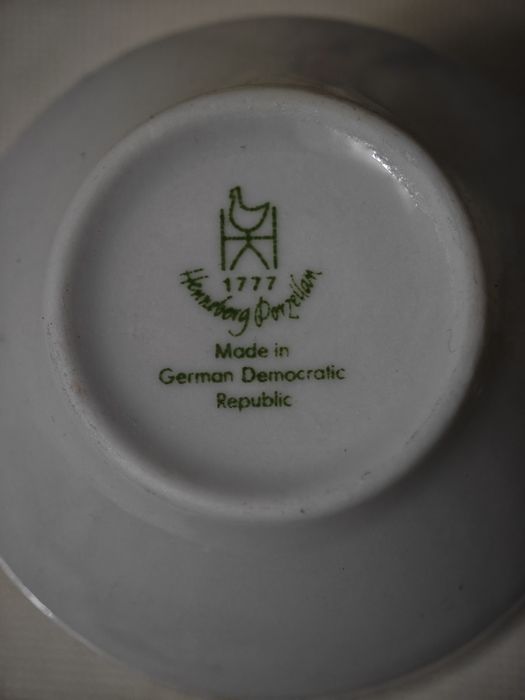 1777
Henneberg Porzellan
Made in
German Democratic
Republic